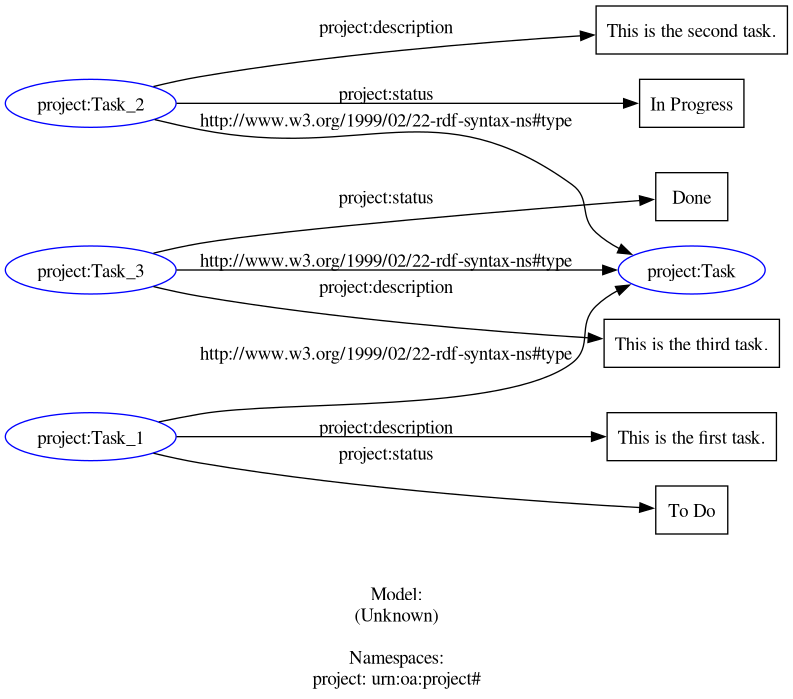 project:description
This is the second task.
project:Task_2
project:status
In Progress
http://www.w3.org/1999/02/22-rdf-syntax-ns#type
project:status
Done
project:Task_3
http://www.w3.org/1999/02/22-rdf-syntax-ns#type
project:Task
project:description
This is the third task.
http://www.w3.org/1999/02/22-rdf-syntax-ns#type
project:Task_1
project:description
This is the first task.
project:status
To Do
Model:
(Unknown)
Namespaces:
project: urn:oa:project#